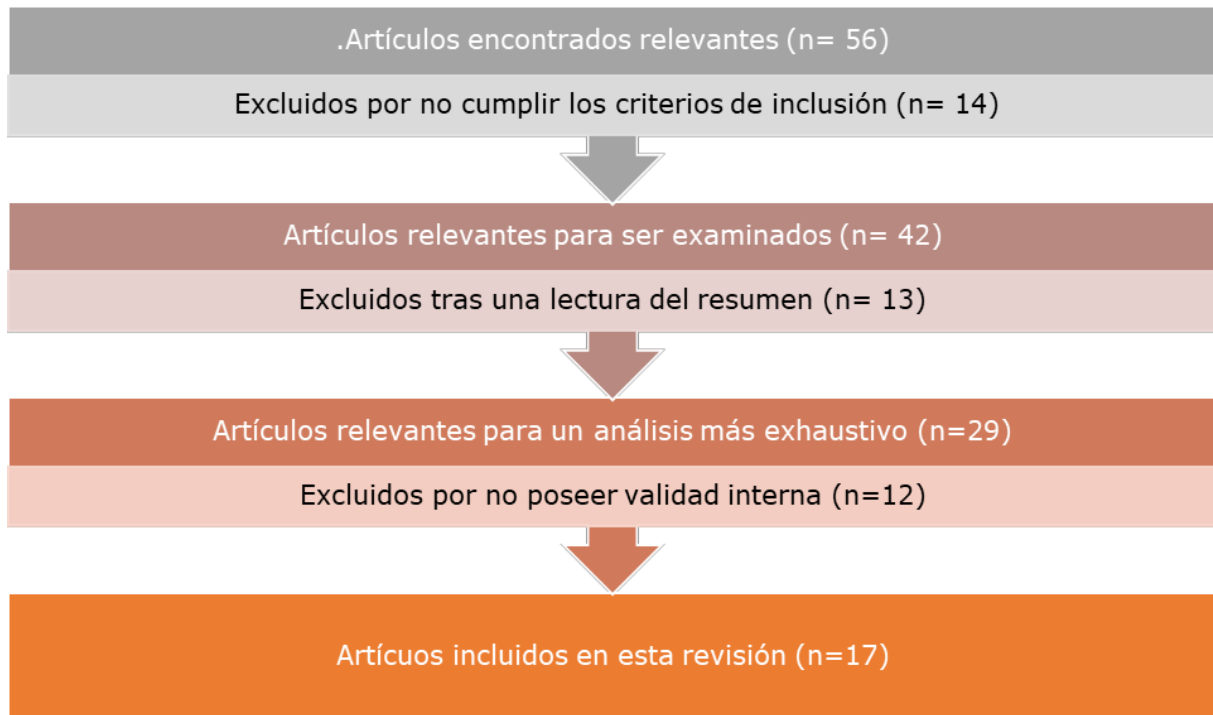 .Artículos encontrados relevantes (n= 56)
Excluidos por no cumplir los criterios de inclusión (n= 14)
Artículos relevantes para ser examinados (n= 42)
Excluidos tras una lectura del resumen (n= 13)
Artículos relevantes para un análisis más exhaustivo (n=29)
Excluidos por no poseer validad interna (n=12)
Artícuos incluidos en esta revisión (n=17)